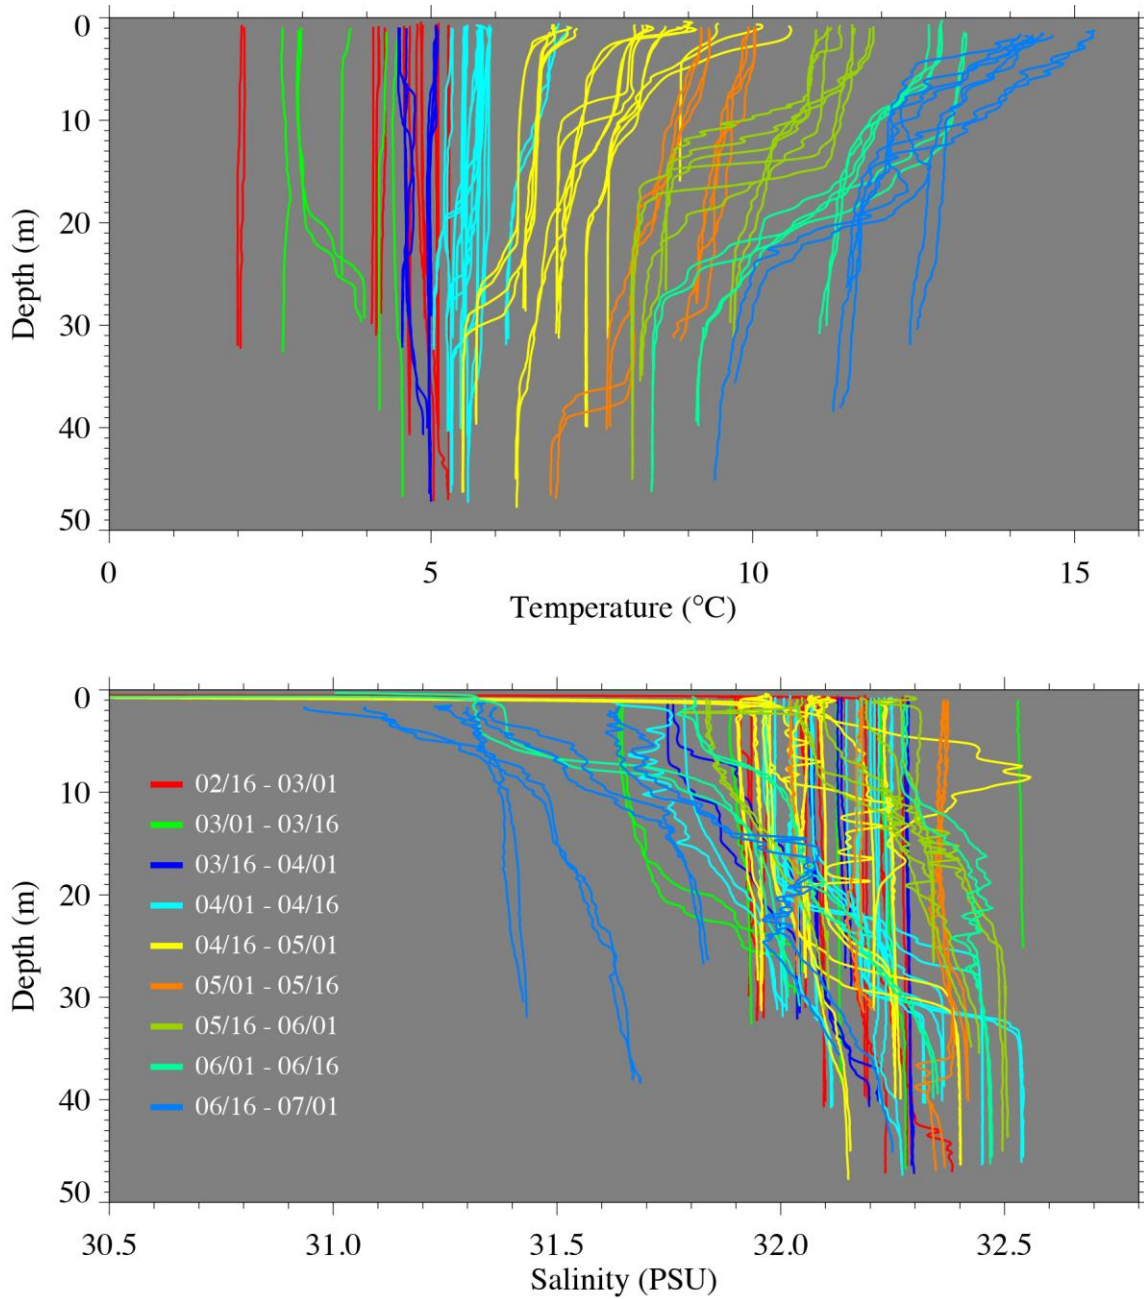 0
10
20
30
40
50
Depth (m)
0 5 10 15
Temperature (°C)
0
10
20
30
40
50
Depth (m)
02/16 - 03/01
03/01 - 03/16
03/16 - 04/01
04/01 - 04/16
04/16 - 05/01
05/01 - 05/16
05/16 - 06/01
06/01 - 06/16
06/16 - 07/01
30.5 31.0 31.5 32.0 32.5
Salinity (PSU)